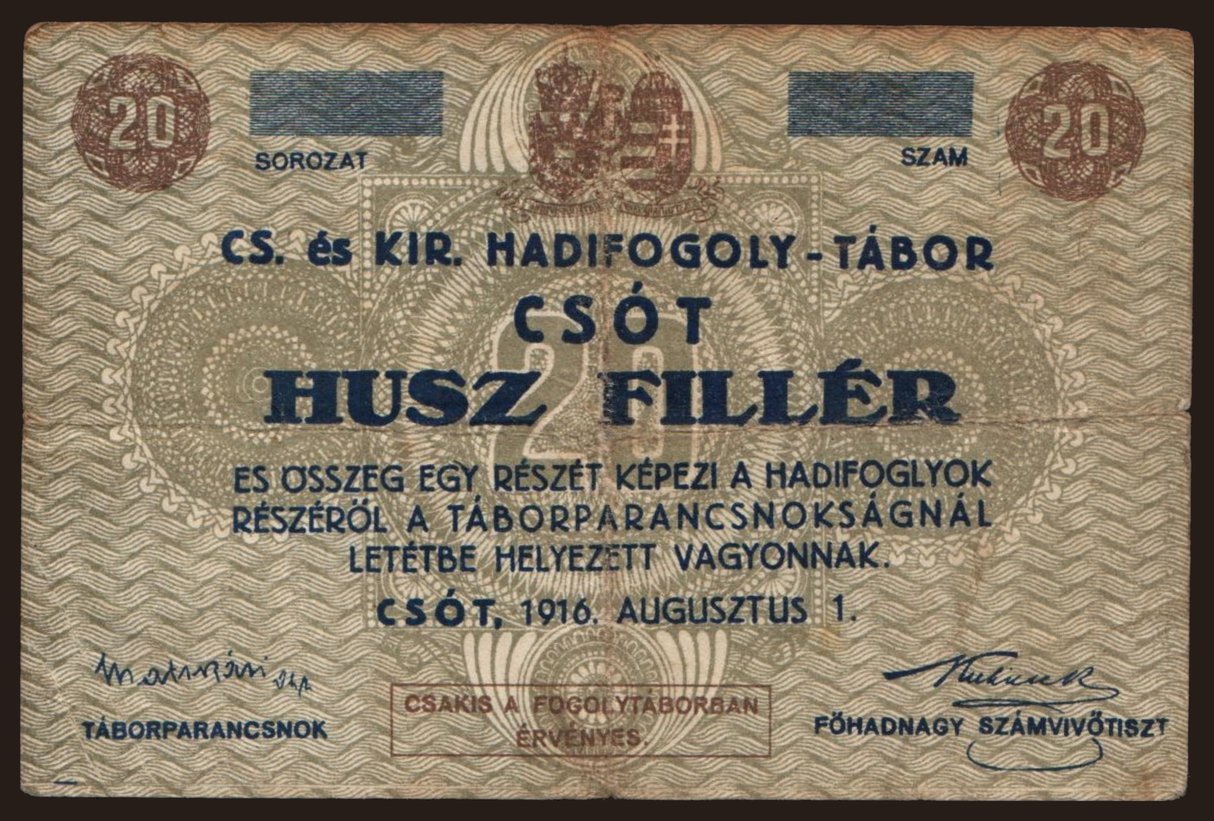 20
20
SOROZAT
SZAM
CS. és KIR. HADIFOGOLY-TÁBOR
CSÓT
20
HUSZ FILLÉR
ES ÖSSZEG EGY RÉSZÉT KÉPEZI A HADIFOGLYOK
RÉSZÉRŐL A TÁBORPARANCSNOKSÁGNÁL
LETÉTBE HELYEZETT VAGYONNAK.
CSÓT, 1916. AUGUSZTUS 1.
TÁBORPARANCSNOK
CSAKIS A FOGOLYTÁBORBAN
ÉRVÉNYES.
FŐHADNAGY SZÁMVIVŐTISZT